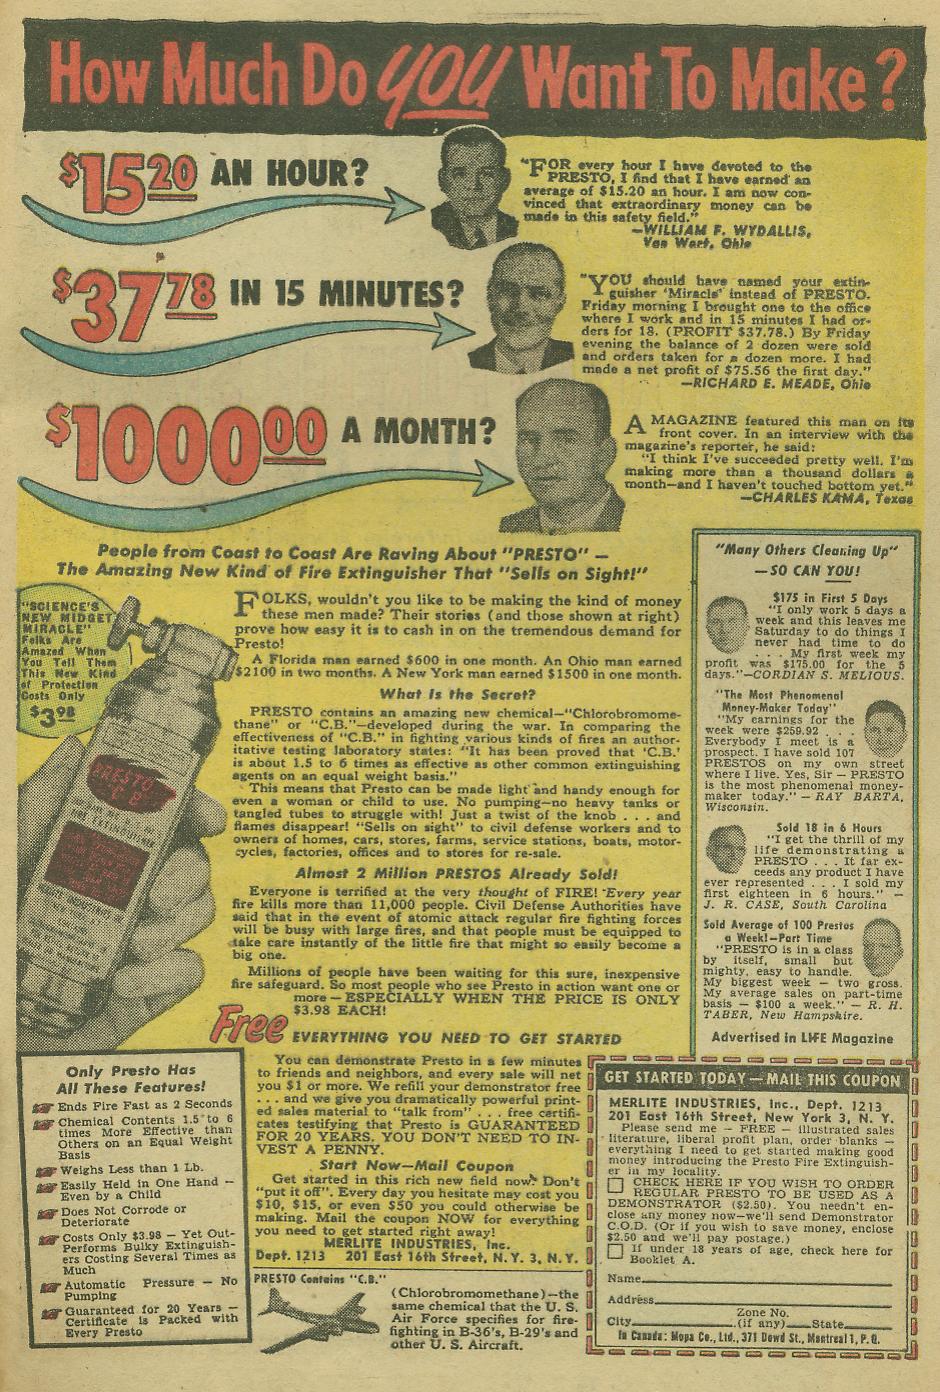 How Much Do YOU Want To Make?
$15.20 AN HOUR?
"FOR every hour I have devoted to the
PRESTO, I find that I have earned an
average of $15.20 an hour. I am now con-
vinced that extraordinary money can be
made in this safety field."
—WILLIAM F. WYDALLIS,
Van Wert, Ohio
$37.78 IN 15 MINUTES?
"YOU should have named your extin-
guisher 'Miracle' instead of PRESTO.
Friday morning I brought one to the office
where I work and in 15 minutes I had or-
ders for 18. (PROFIT $37.78.) By Friday
evening the balance of 2 dozen were sold
and orders taken for a dozen more. I had
made a net profit of $75.56 the first day."
—RICHARD E. MEADE, Ohio
$1000.00 A MONTH?
A MAGAZINE featured this man on its
front cover. In an interview with the
magazine's reporter, he said:
"I think I've succeeded pretty well. I'm
making more than a thousand dollars a
month—and I haven't touched bottom yet."
—CHARLES KAMA, Texas
People from Coast to Coast Are Raving About "PRESTO" —
The Amazing New Kind of Fire Extinguisher That "Sells on Sight!"
"SCIENCE'S
NEW MIDGET
MIRACLE"
Folks Are
Amazed When
You Tell Them
This New Kind
of Protection
Costs Only
$3.98
PRESTO
"C.B."
FIRE EXTINGUISHER
FOLKS, wouldn't you like to be making the kind of money
these men made? Their stories (and those shown at right)
prove how easy it is to cash in on the tremendous demand for
Presto!
A Florida man earned $600 in one month. An Ohio man earned
$2100 in two months. A New York man earned $1500 in one month.
What Is the Secret?
PRESTO contains an amazing new chemical—"Chlorobromome-
thane" or "C.B."—developed during the war. In comparing the
effectiveness of "C.B." in fighting various kinds of fires an author-
itative testing laboratory states: "It has been proved that 'C.B.'
is about 1.5 to 6 times as effective as other common extinguishing
agents on an equal weight basis."
This means that Presto can be made light and handy enough for
even a woman or child to use. No pumping—no heavy tanks or
tangled tubes to struggle with! Just a twist of the knob . . . and
flames disappear! "Sells on sight" to civil defense workers and to
owners of homes, cars, stores, farms, service stations, boats, motor-
cycles, factories, offices and to stores for re-sale.
Almost 2 Million PRESTOS Already Sold!
Everyone is terrified at the very thought of FIRE! Every year
fire kills more than 11,000 people. Civil Defense Authorities have
said that in the event of atomic attack regular fire fighting forces
will be busy with large fires, and that people must be equipped to
take care instantly of the little fire that might so easily become a
big one.
Millions of people have been waiting for this sure, inexpensive
fire safeguard. So most people who see Presto in action want one or
more — ESPECIALLY WHEN THE PRICE IS ONLY
$3.98 EACH!
"Many Others Cleaning Up"
—SO CAN YOU!
$175 in First 5 Days
"I only work 5 days a
week and this leaves me
Saturday to do things I
never had time to do
. . . My first week my
profit was $175.00 for the 5
days."—CORDIAN S. MELIOUS.
"The Most Phenomenal
Money-Maker Today"
"My earnings for the
week were $259.92 . . .
Everybody I meet is a
prospect. I have sold 107
PRESTOS on my own street
where I live. Yes, Sir — PRESTO
is the most phenomenal money-
maker today." — RAY BARTA,
Wisconsin.
Sold 18 in 6 Hours
"I get the thrill of my
life demonstrating a
PRESTO . . . It far ex-
ceeds any product I have
ever represented . . . I sold my
first eighteen in 6 hours." —
J. R. CASE, South Carolina
Sold Average of 100 Prestos
a Week!—Part Time
"PRESTO is in a class
by itself, small but
mighty, easy to handle.
My biggest week — two gross.
My average sales on part-time
basis — $100 a week." — R. H.
TABER, New Hampshire.
Advertised in LIFE Magazine
Free EVERYTHING YOU NEED TO GET STARTED
You can demonstrate Presto in a few minutes
to friends and neighbors, and every sale will net
you $1 or more. We refill your demonstrator free
. . . and we give you dramatically powerful print-
ed sales material to "talk from" . . . free certifi-
cates testifying that Presto is GUARANTEED
FOR 20 YEARS. YOU DON'T NEED TO IN-
VEST A PENNY.
Start Now—Mail Coupon
Get started in this rich new field now! Don't
"put it off". Every day you hesitate may cost you
$10, $15, or even $50 you could otherwise be
making. Mail the coupon NOW for everything
you need to get started right away!
MERLITE INDUSTRIES, Inc.
Dept. 1213 201 East 16th Street, N. Y. 3, N. Y.
Only Presto Has
All These Features!
Ends Fire Fast as 2 Seconds
Chemical Contents 1.5 to 6
times More Effective than
Others on an Equal Weight
Basis
Weighs Less than 1 Lb.
Easily Held in One Hand —
Even by a Child
Does Not Corrode or
Deteriorate
Costs Only $3.98 — Yet Out-
Performs Bulky Extinguish-
ers Costing Several Times as
Much
Automatic Pressure — No
Pumping
Guaranteed for 20 Years —
Certificate is Packed with
Every Presto
PRESTO Contains "C.B."
(Chlorobromomethane)—the
same chemical that the U. S.
Air Force specifies for fire-
fighting in B-36's, B-29's and
other U. S. Aircraft.
GET STARTED TODAY—MAIL THIS COUPON
MERLITE INDUSTRIES, Inc., Dept. 1213
201 East 16th Street, New York 3, N. Y.
Please send me — FREE — illustrated sales
literature, liberal profit plan, order blanks —
everything I need to get started making good
money introducing the Presto Fire Extinguish-
er in my locality.
CHECK HERE IF YOU WISH TO ORDER
REGULAR PRESTO TO BE USED AS A
DEMONSTRATOR ($2.50). You needn't en-
close any money now—we'll send Demonstrator
C.O.D. (Or if you wish to save money, enclose
$2.50 and we'll pay postage.)
If under 18 years of age, check here for
Booklet A.
Name
Address
Zone No.
City (if any) State
In Canada: Mopa Co., Ltd., 371 Dowd St., Montreal 1, P.Q.